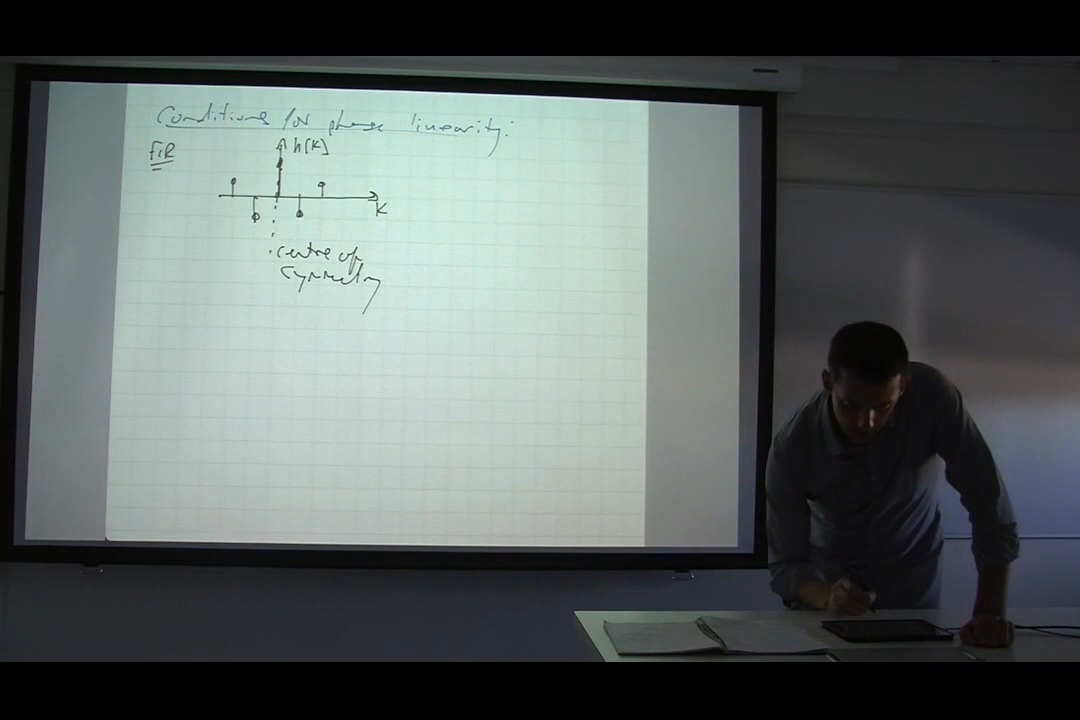 Conditions for phase linearity:
FIR
h[k]
k
centre of
symmetry